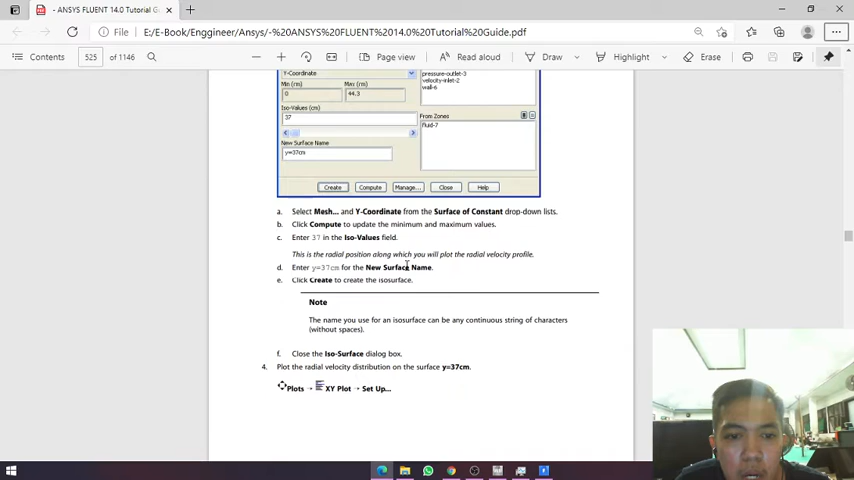 ANSYS FLUENT 14.0 Tutorial Guide
File
E:/E-Book/Enggineer/Ansys/-%20ANSYS%20FLUENT%2014.0%20Tutorial%20Guide.pdf
Contents
525
of 1146
Page view
Read aloud
Draw
Highlight
Erase
Y-Coordinate
Min (cm)
Max (cm)
0
44.3
Iso-Values (cm)
37
New Surface Name
y=37cm
pressure-outlet-3
velocity-inlet-2
wall-6
From Zones
fluid-7
Create
Compute
Manage...
Close
Help
a. Select Mesh... and Y-Coordinate from the Surface of Constant drop-down lists.
b. Click Compute to update the minimum and maximum values.
c. Enter 37 in the Iso-Values field.
This is the radial position along which you will plot the radial velocity profile.
d. Enter y=37cm for the New Surface Name.
e. Click Create to create the isosurface.
Note
The name you use for an isosurface can be any continuous string of characters
(without spaces).
f. Close the Iso-Surface dialog box.
4. Plot the radial velocity distribution on the surface y=37cm.
Plots → XY Plot → Set Up...